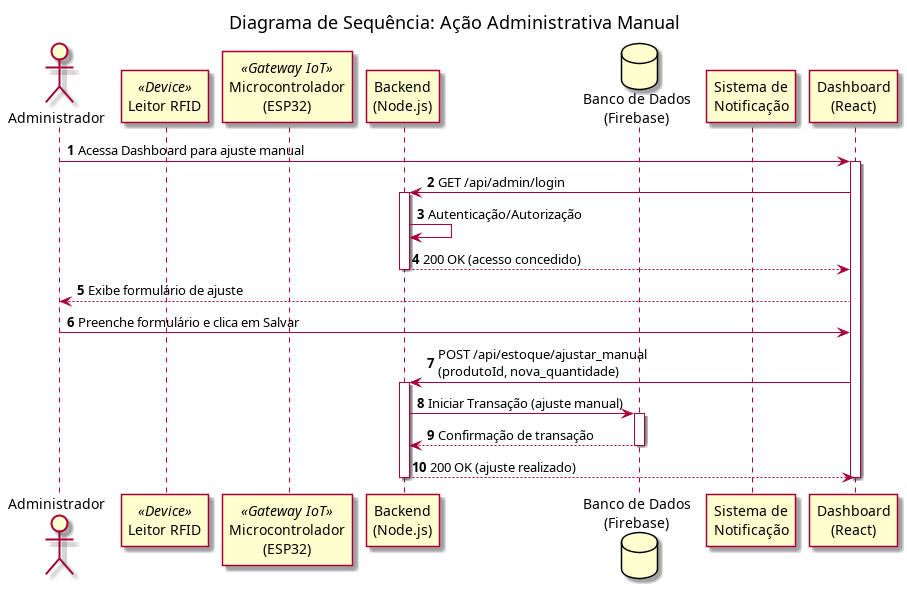 Diagrama de Sequência: Ação Administrativa Manual
Administrador
«Device»
Leitor RFID
«Gateway IoT»
Microcontrolador
(ESP32)
Backend
(Node.js)
Banco de Dados
(Firebase)
Sistema de
Notificação
Dashboard
(React)
1 Acessa Dashboard para ajuste manual
2 GET /api/admin/login
3 Autenticação/Autorização
4 200 OK (acesso concedido)
5 Exibe formulário de ajuste
6 Preenche formulário e clica em Salvar
7 POST /api/estoque/ajustar_manual
(produtoId, nova_quantidade)
8 Iniciar Transação (ajuste manual)
9 Confirmação de transação
10 200 OK (ajuste realizado)
Administrador
«Device»
Leitor RFID
«Gateway IoT»
Microcontrolador
(ESP32)
Backend
(Node.js)
Banco de Dados
(Firebase)
Sistema de
Notificação
Dashboard
(React)